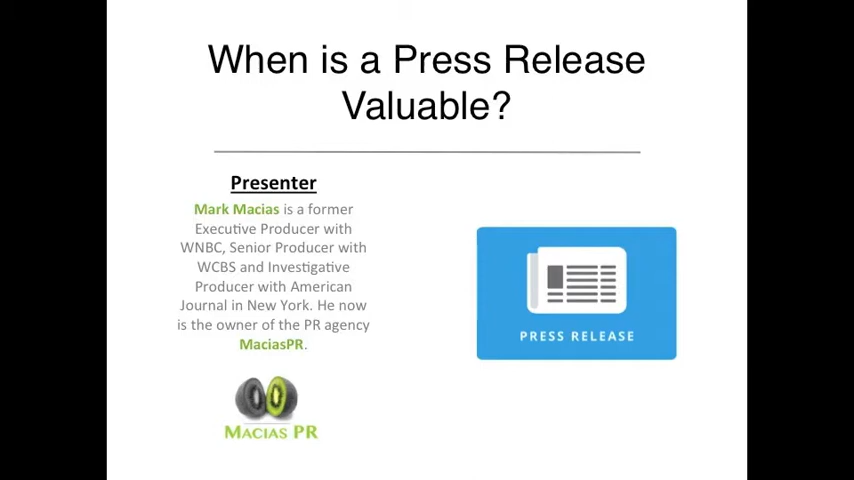 When is a Press Release
Valuable?
Presenter
Mark Macias is a former
Executive Producer with
WNBC, Senior Producer with
WCBS and Investigative
Producer with American
Journal in New York. He now
is the owner of the PR agency
MaciasPR.
MACIAS PR
PRESS RELEASE